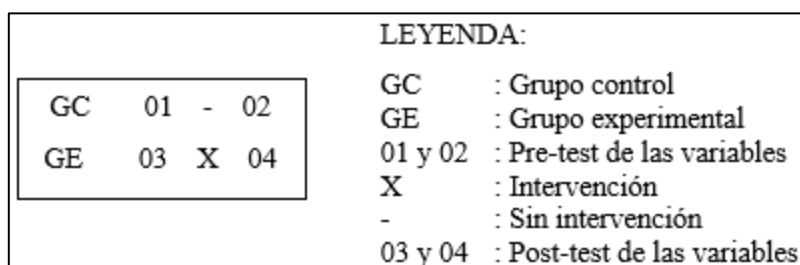 LEYENDA:
GC 01 - 02
GE 03 X 04
GC : Grupo control
GE : Grupo experimental
01 y 02 : Pre-test de las variables
X : Intervención
- : Sin intervención
03 y 04 : Post-test de las variables